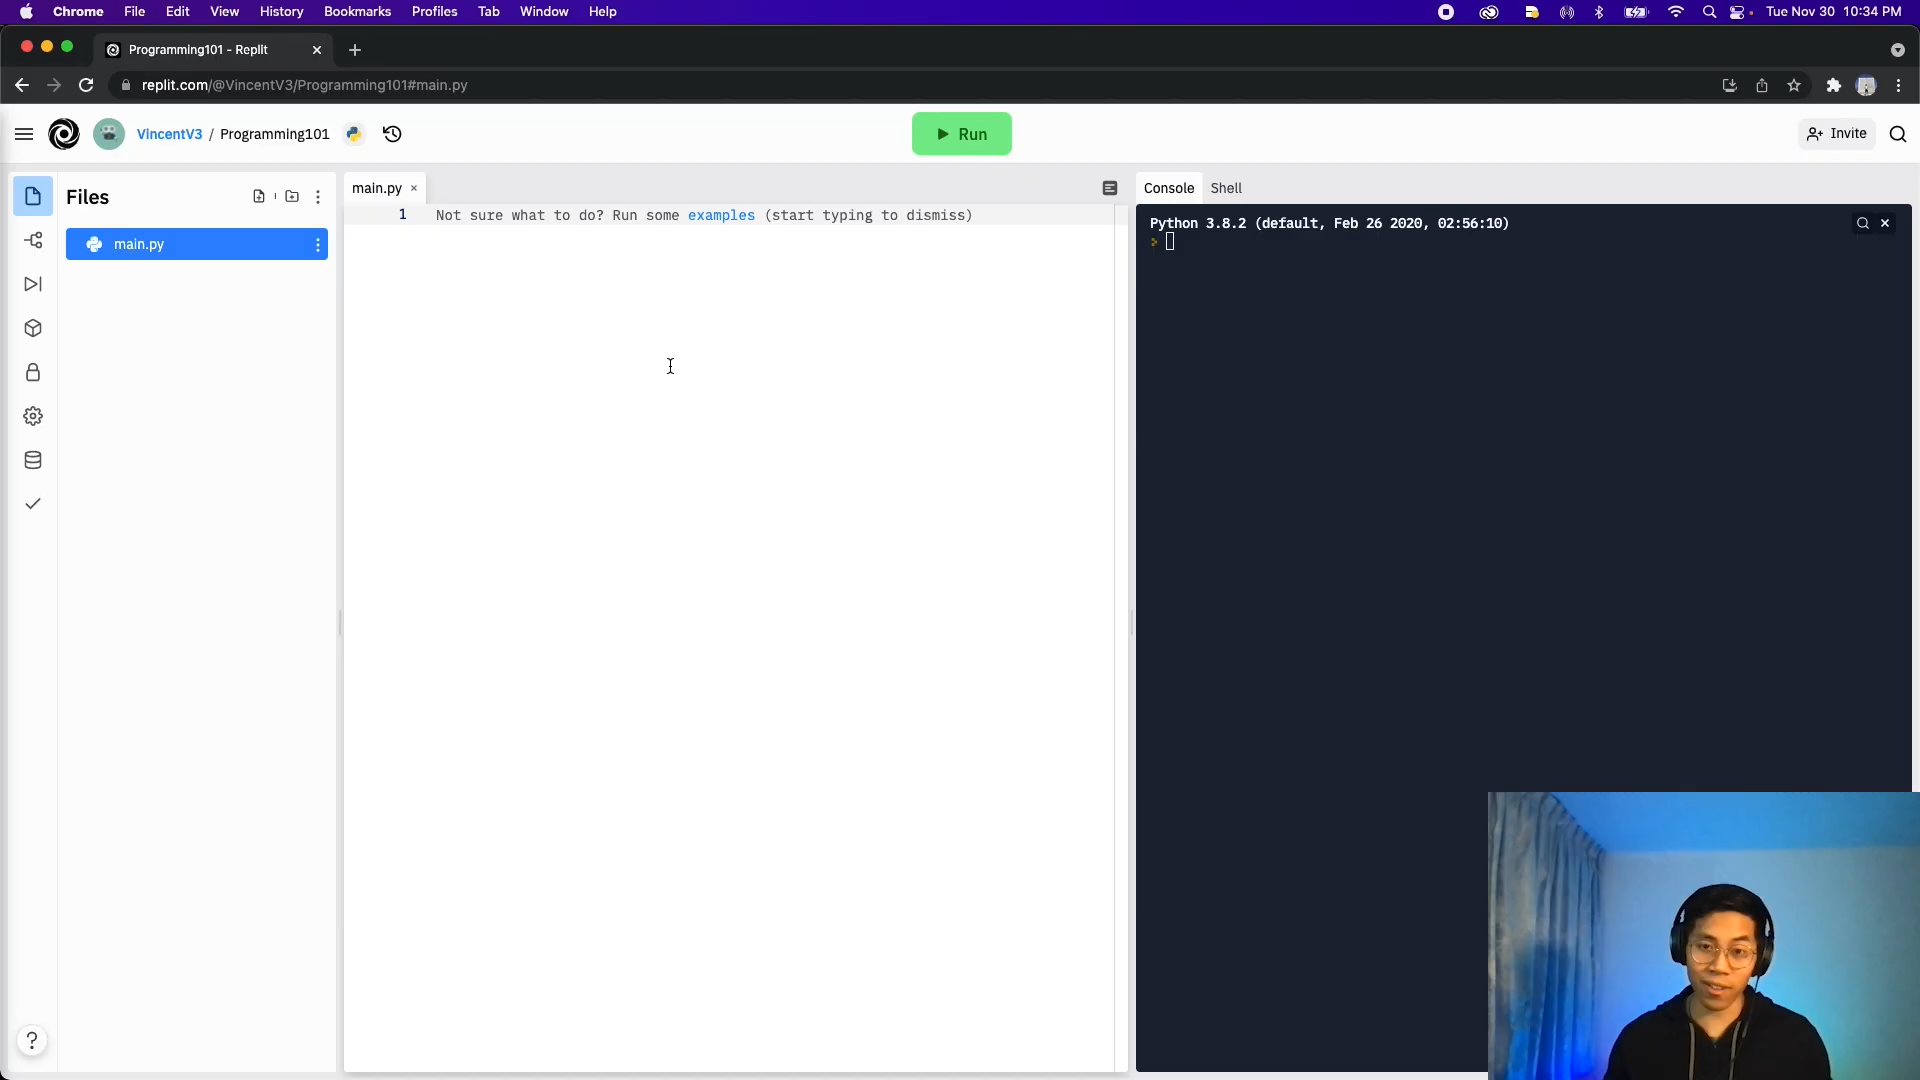 Chrome File Edit View History Bookmarks Profiles Tab Window Help Tue Nov 30 10:34 PM
Programming101 - Replit
replit.com/@VincentV3/Programming101#main.py
VincentV3 / Programming101 Run Invite
Files main.py Console Shell
1 Not sure what to do? Run some examples (start typing to dismiss)
Python 3.8.2 (default, Feb 26 2020, 02:56:10)
main.py
?